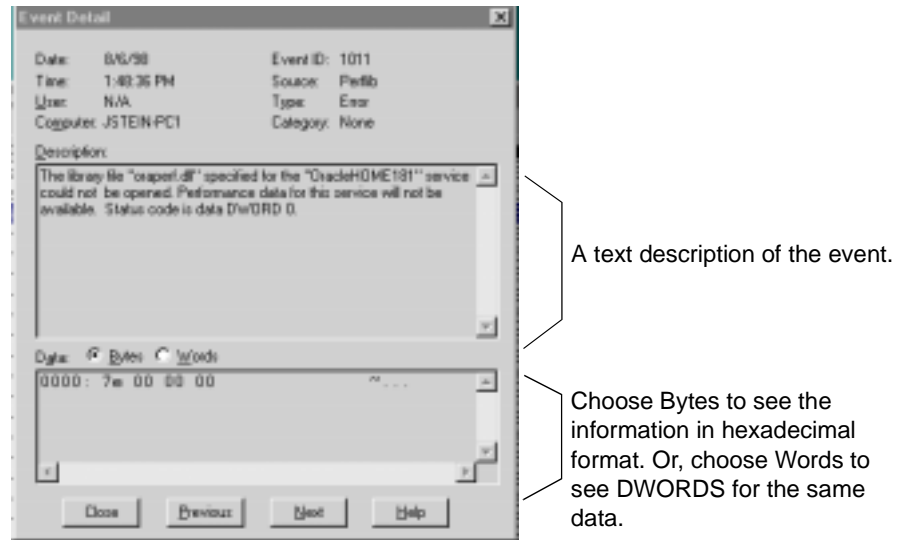 Event Detail
Date: 8/6/98 Event ID: 1011
Time: 1:48:36 PM Source: Perflib
User: N/A Type: Error
Computer: JSTEIN-PC1 Category: None
Description:
The library file "oraperf.dll" specified for the "OracleHOME181" service
could not be opened. Performance data for this service will not be
available. Status code is data DWORD 0.
A text description of the event.
Data: Bytes Words
0000: 7e 00 00 00 ~...
Choose Bytes to see the
information in hexadecimal
format. Or, choose Words to
see DWORDS for the same
data.
Close Previous Next Help